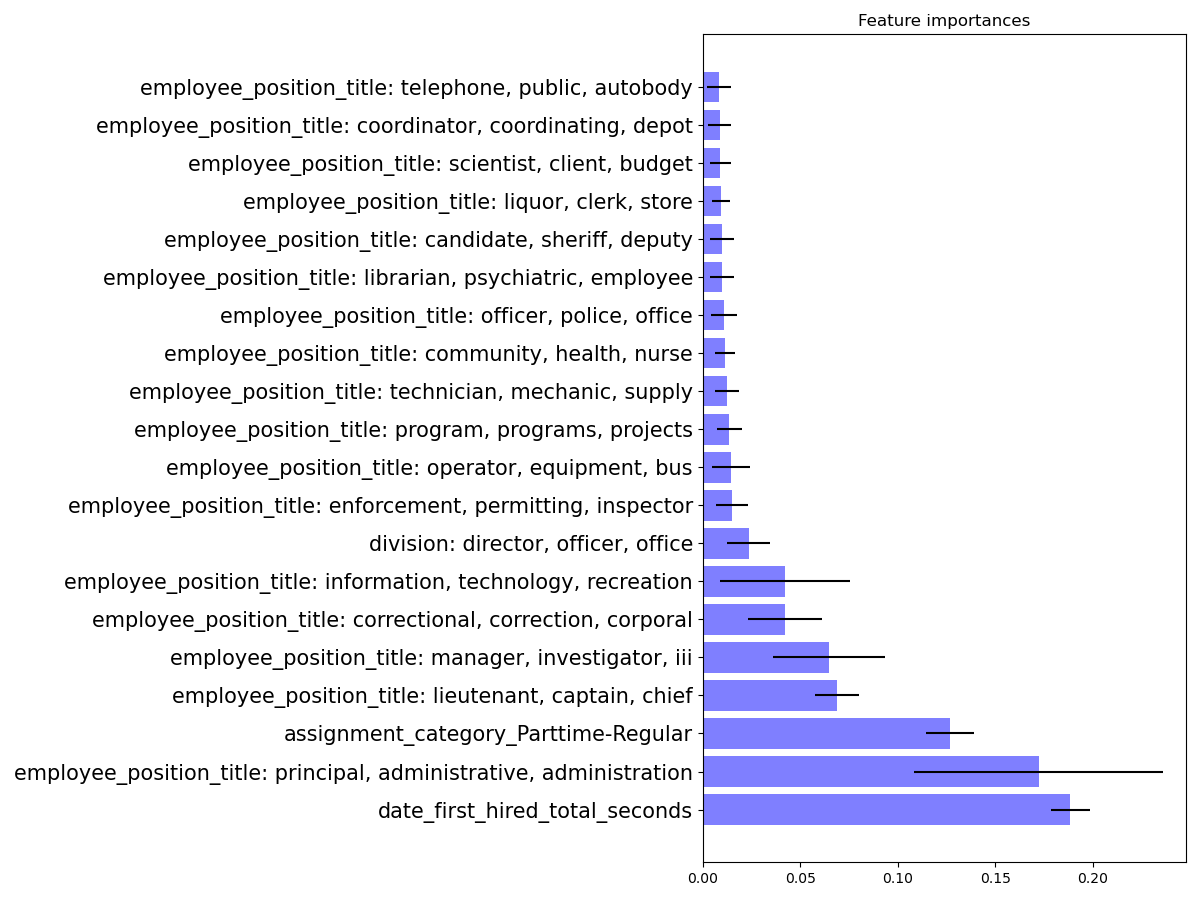 Feature importances
employee_position_title: telephone, public, autobody
employee_position_title: coordinator, coordinating, depot
employee_position_title: scientist, client, budget
employee_position_title: liquor, clerk, store
employee_position_title: candidate, sheriff, deputy
employee_position_title: librarian, psychiatric, employee
employee_position_title: officer, police, office
employee_position_title: community, health, nurse
employee_position_title: technician, mechanic, supply
employee_position_title: program, programs, projects
employee_position_title: operator, equipment, bus
employee_position_title: enforcement, permitting, inspector
division: director, officer, office
employee_position_title: information, technology, recreation
employee_position_title: correctional, correction, corporal
employee_position_title: manager, investigator, iii
employee_position_title: lieutenant, captain, chief
assignment_category_Parttime-Regular
employee_position_title: principal, administrative, administration
date_first_hired_total_seconds
0.00 0.05 0.10 0.15 0.20